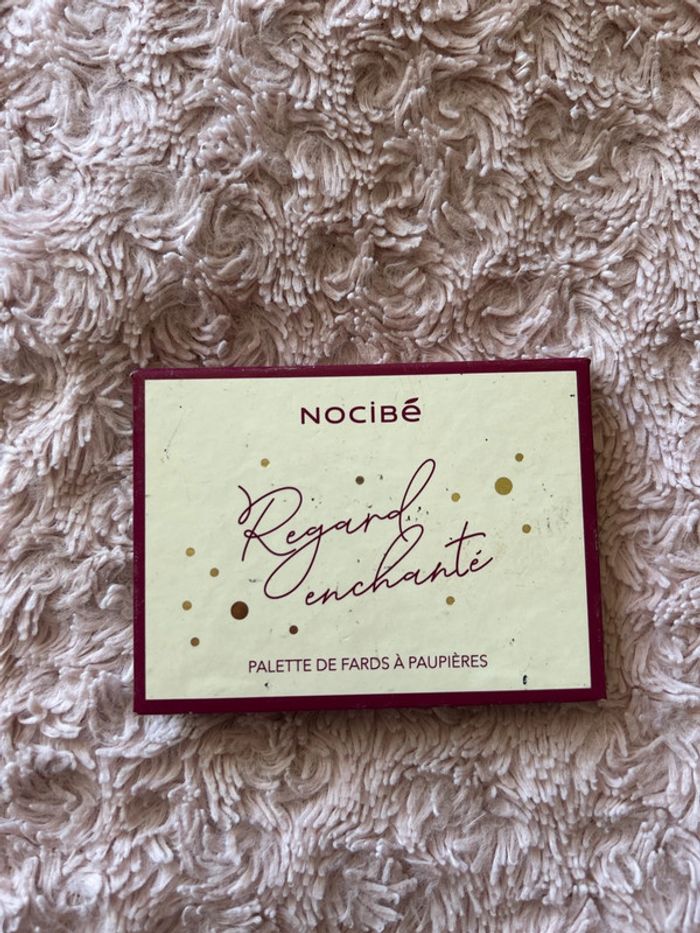 NOCIBé
Regard
enchanté
PALETTE DE FARDS À PAUPIÈRES